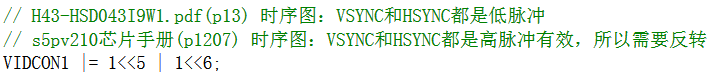 // H43-HSD043I9W1.pdf(p13) 时序图：VSYNC和HSYNC都是低脉冲
// s5pv210芯片手册(p1207) 时序图：VSYNC和HSYNC都是高脉冲有效，所以需要反转
VIDCON1 |= 1<<5 | 1<<6;